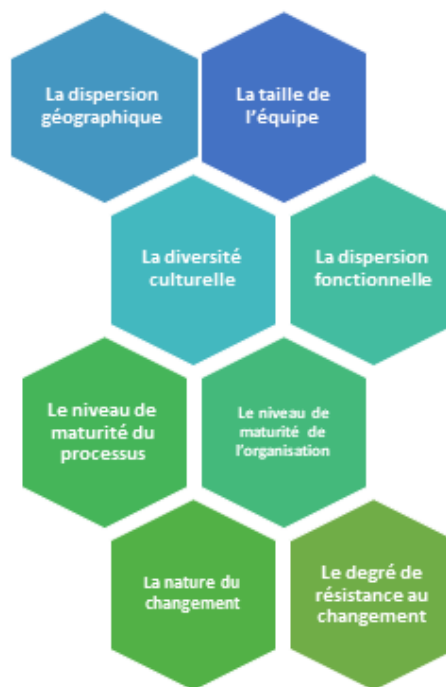 La dispersion
géographique
La taille de
l'équipe
La diversité
culturelle
La dispersion
fonctionnelle
Le niveau de
maturité du
processus
Le niveau de
maturité de
l'organisation
La nature du
changement
Le degré de
résistance au
changement